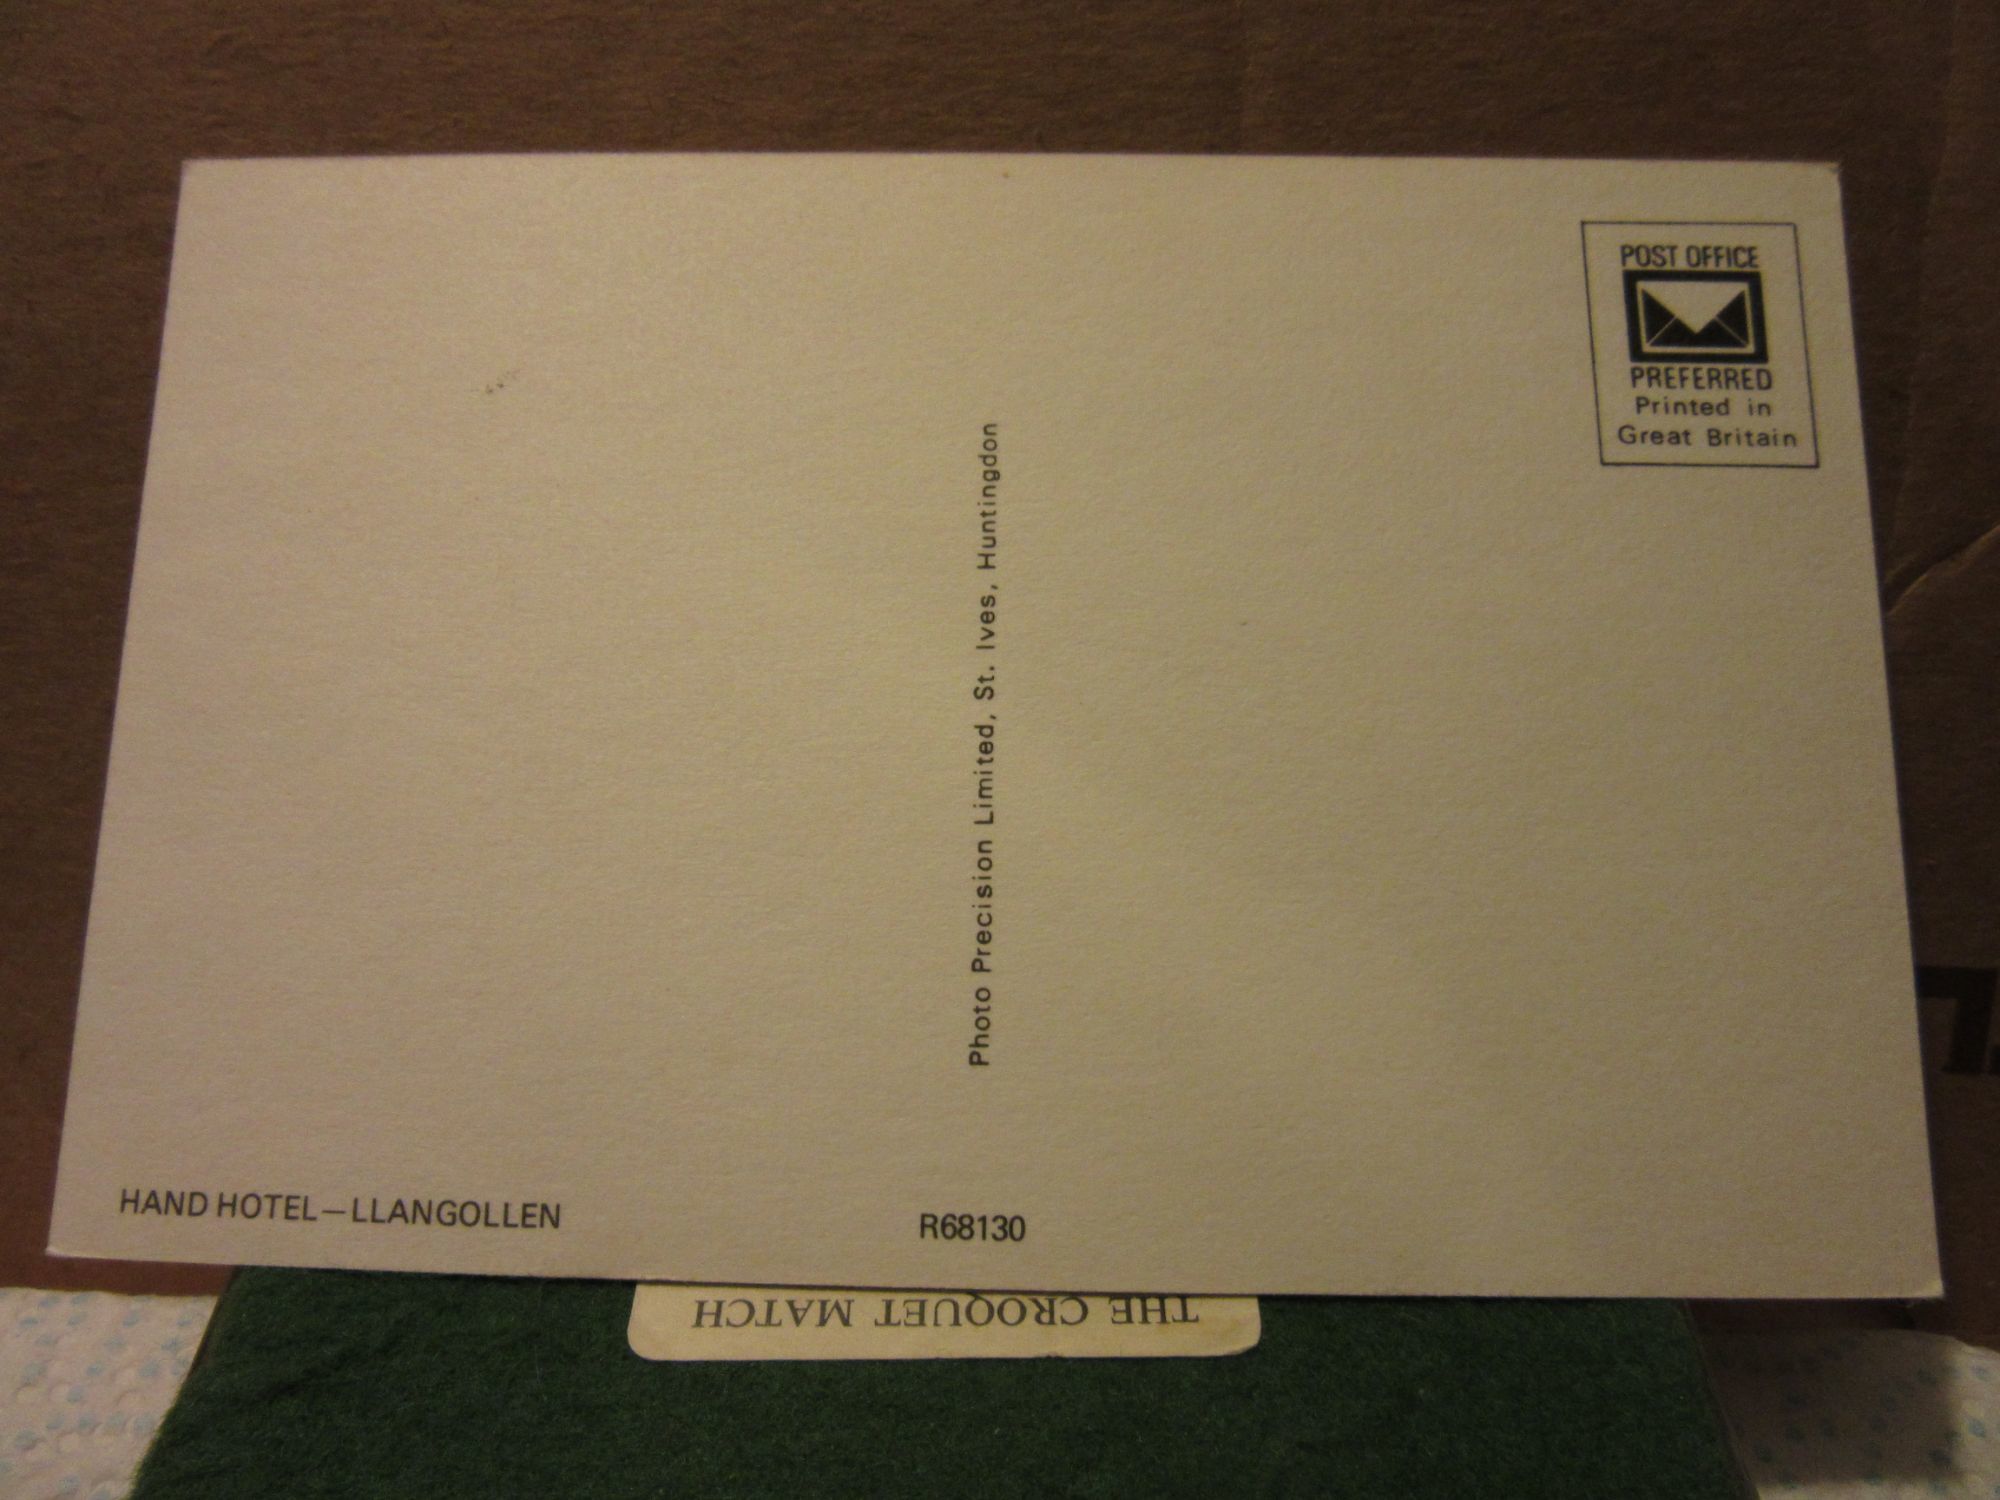 POST OFFICE
PREFERRED
Printed in
Great Britain
Photo Precision Limited, St. Ives, Huntingdon
HAND HOTEL—LLANGOLLEN
R68130
THE CROQUET MATCH